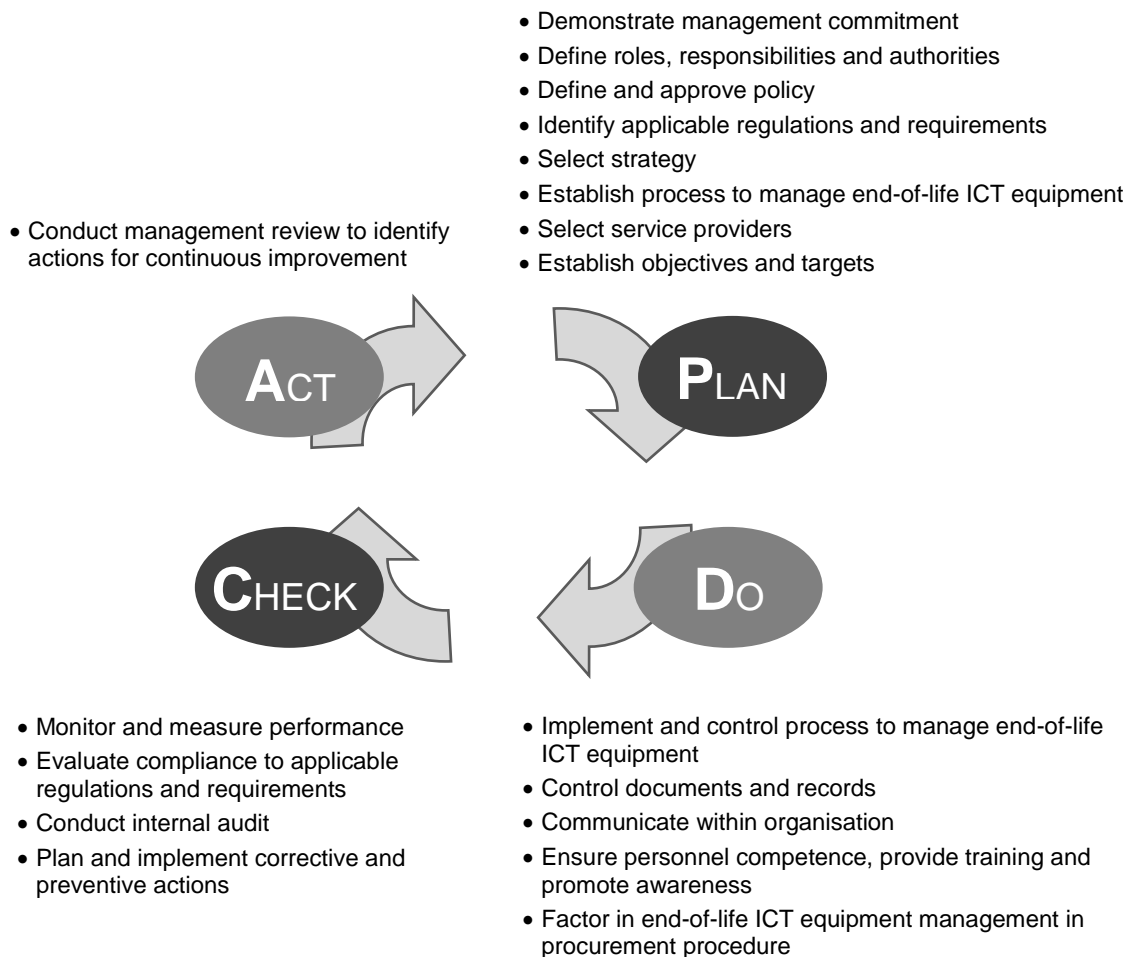 • Demonstrate management commitment
• Define roles, responsibilities and authorities
• Define and approve policy
• Identify applicable regulations and requirements
• Select strategy
• Establish process to manage end-of-life ICT equipment
• Select service providers
• Establish objectives and targets
• Conduct management review to identify
actions for continuous improvement
ACT
PLAN
CHECK
DO
• Monitor and measure performance
• Evaluate compliance to applicable
regulations and requirements
• Conduct internal audit
• Plan and implement corrective and
preventive actions
• Implement and control process to manage end-of-life
ICT equipment
• Control documents and records
• Communicate within organisation
• Ensure personnel competence, provide training and
promote awareness
• Factor in end-of-life ICT equipment management in
procurement procedure